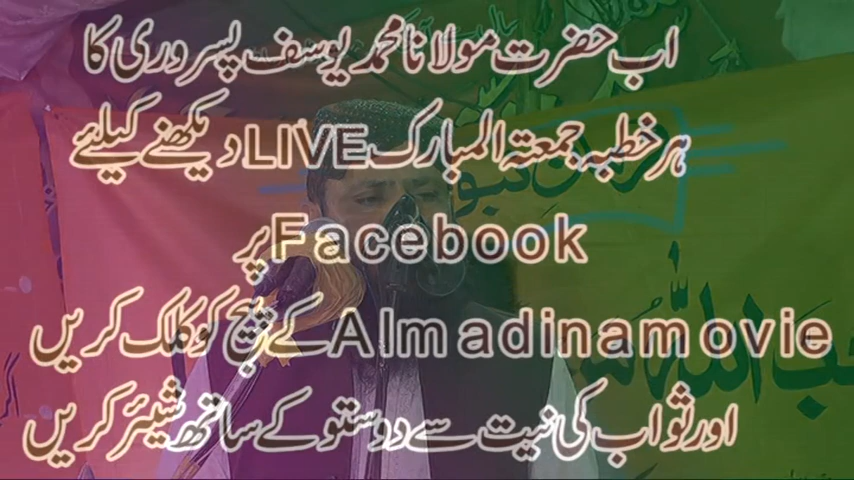 اب حضرت مولانا محمد یوسف پسروری کا
ہر خطبہ جمعتہ المبارک LIVE دیکھنے کیلئے
Facebook پر
Almadinamovie کے پیج کو کلک کریں
اور ثواب کی نیت سے دوستو کے ساتھ شیئر کریں